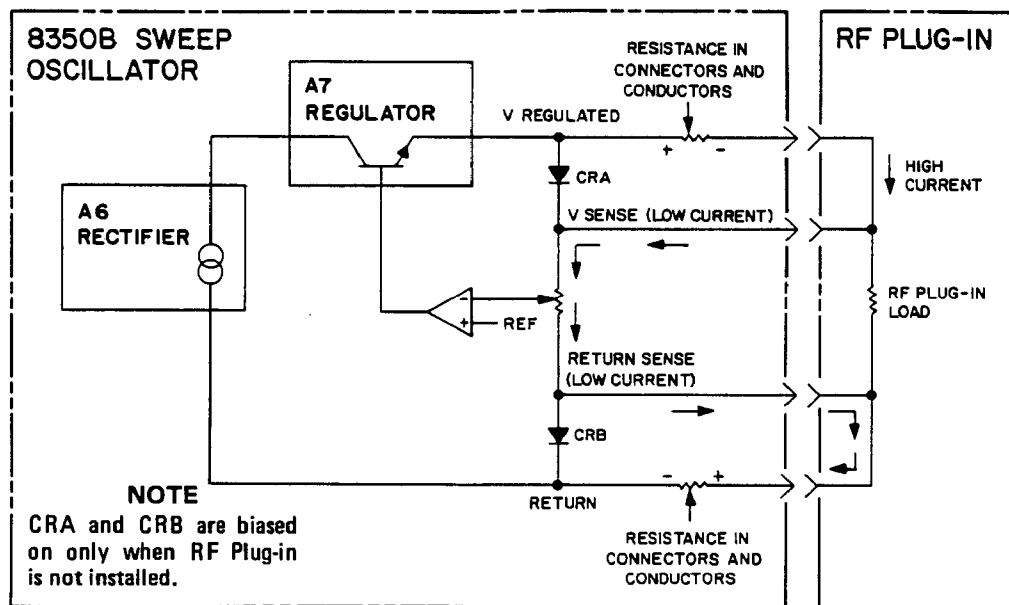 8350B SWEEP
OSCILLATOR
A7
REGULATOR
V REGULATED
RESISTANCE IN
CONNECTORS AND
CONDUCTORS
RF PLUG-IN
+ -
CRA
HIGH
CURRENT
A6
RECTIFIER
V SENSE (LOW CURRENT)
-
+
REF
RF PLUG-IN
LOAD
RETURN SENSE
(LOW CURRENT)
CRB
- +
RETURN
NOTE
CRA and CRB are biased
on only when RF Plug-in
is not installed.
RESISTANCE IN
CONNECTORS AND
CONDUCTORS